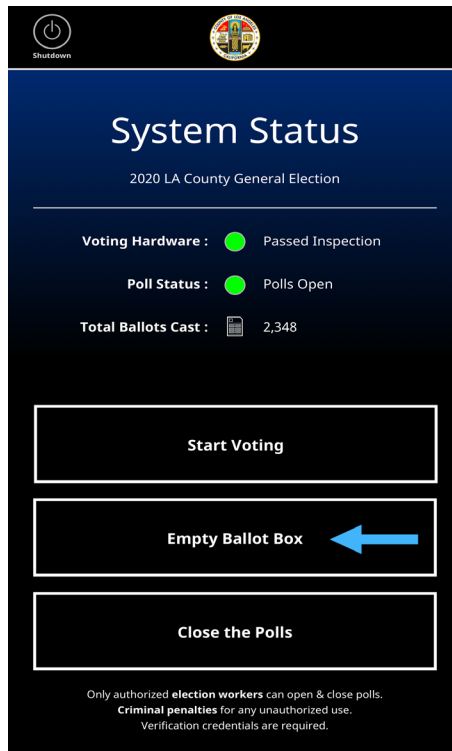 Shutdown
System Status
2020 LA County General Election
Voting Hardware : Passed Inspection
Poll Status : Polls Open
Total Ballots Cast : 2,348
Start Voting
Empty Ballot Box
Close the Polls
Only authorized election workers can open & close polls.
Criminal penalties for any unauthorized use.
Verification credentials are required.